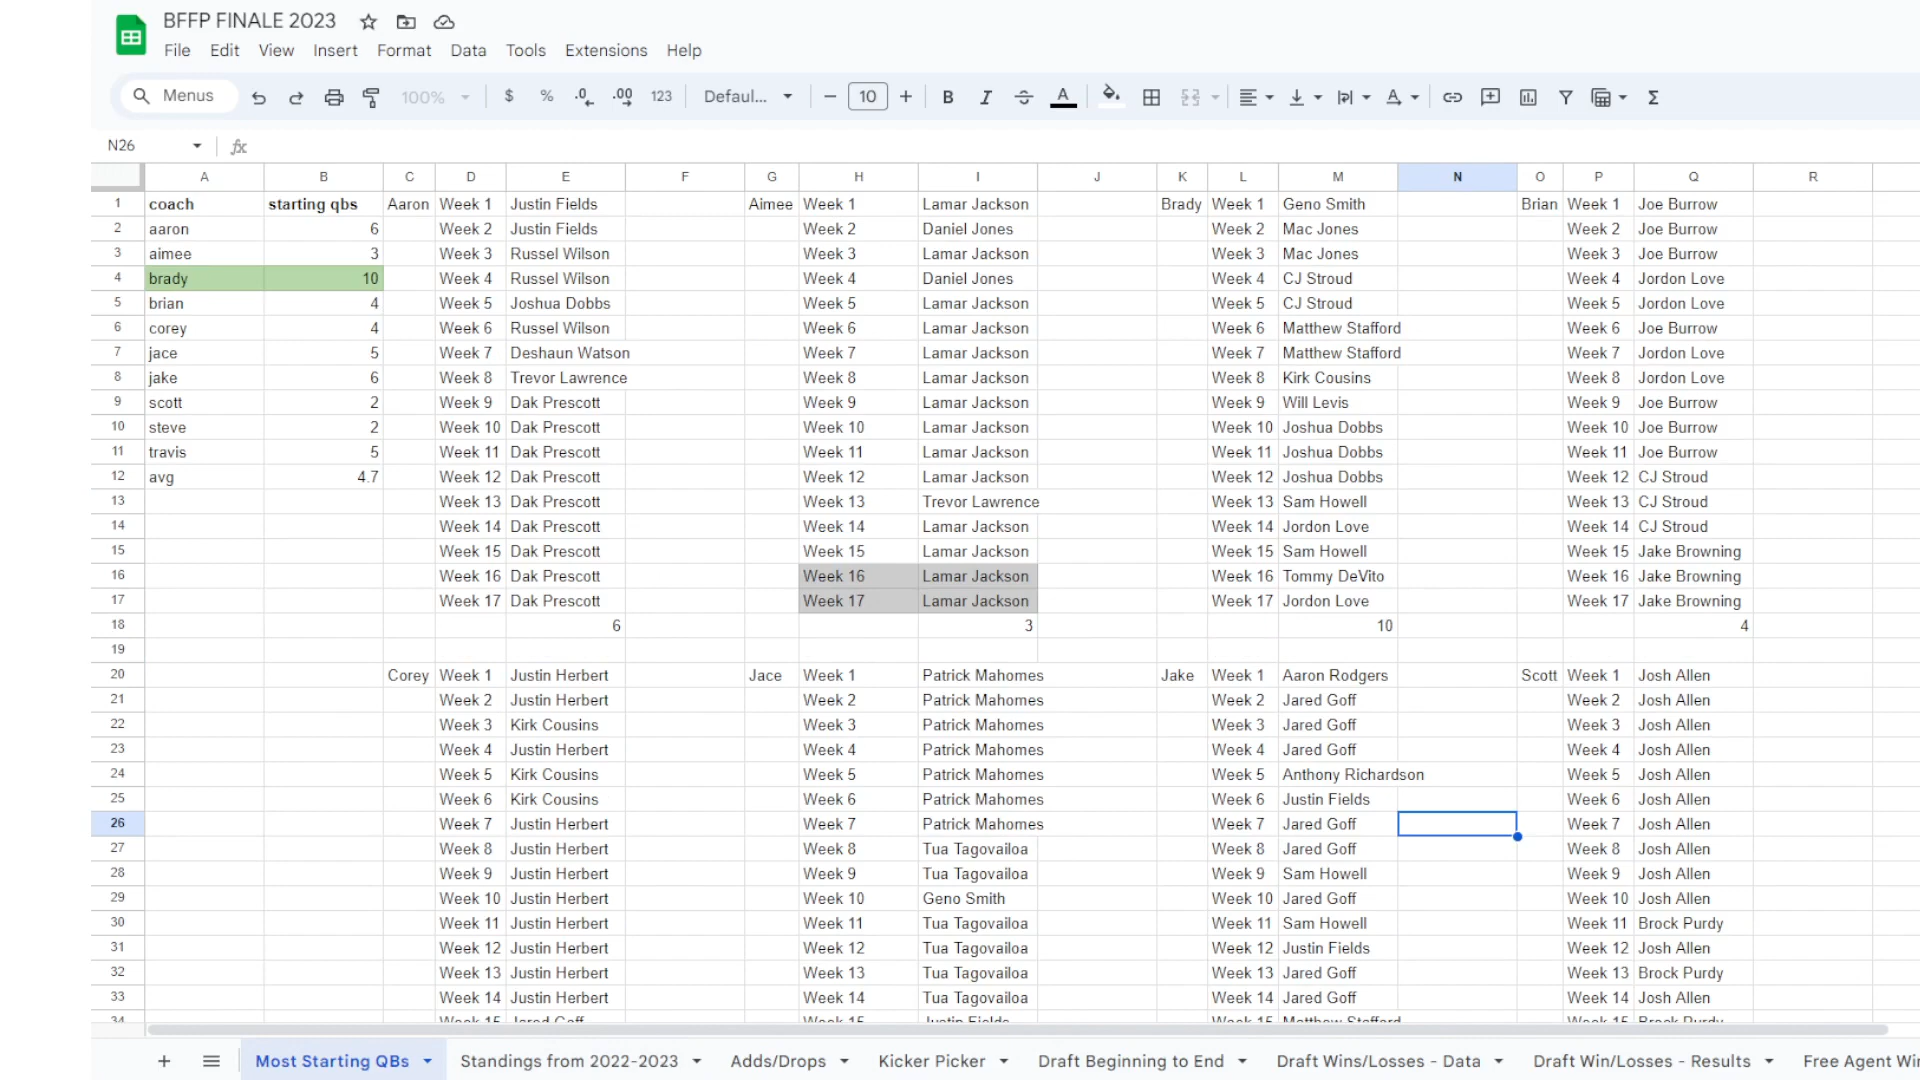 BFFP FINALE 2023
File Edit View Insert Format Data Tools Extensions Help
Menus 100% $ % .0 .00 123 Defaul... 10 B I A
N26 fx
A B C D E F G H I J K L M N O P Q R
1 coach starting qbs Aaron Week 1 Justin Fields Aimee Week 1 Lamar Jackson Brady Week 1 Geno Smith Brian Week 1 Joe Burrow
2 aaron 6 Week 2 Justin Fields Week 2 Daniel Jones Week 2 Mac Jones Week 2 Joe Burrow
3 aimee 3 Week 3 Russel Wilson Week 3 Lamar Jackson Week 3 Mac Jones Week 3 Joe Burrow
4 brady 10 Week 4 Russel Wilson Week 4 Daniel Jones Week 4 CJ Stroud Week 4 Jordon Love
5 brian 4 Week 5 Joshua Dobbs Week 5 Lamar Jackson Week 5 CJ Stroud Week 5 Jordon Love
6 corey 4 Week 6 Russel Wilson Week 6 Lamar Jackson Week 6 Matthew Stafford Week 6 Joe Burrow
7 jace 5 Week 7 Deshaun Watson Week 7 Lamar Jackson Week 7 Matthew Stafford Week 7 Jordon Love
8 jake 6 Week 8 Trevor Lawrence Week 8 Lamar Jackson Week 8 Kirk Cousins Week 8 Jordon Love
9 scott 2 Week 9 Dak Prescott Week 9 Lamar Jackson Week 9 Will Levis Week 9 Joe Burrow
10 steve 2 Week 10 Dak Prescott Week 10 Lamar Jackson Week 10 Joshua Dobbs Week 10 Joe Burrow
11 travis 5 Week 11 Dak Prescott Week 11 Lamar Jackson Week 11 Joshua Dobbs Week 11 Joe Burrow
12 avg 4.7 Week 12 Dak Prescott Week 12 Lamar Jackson Week 12 Joshua Dobbs Week 12 CJ Stroud
13 Week 13 Dak Prescott Week 13 Trevor Lawrence Week 13 Sam Howell Week 13 CJ Stroud
14 Week 14 Dak Prescott Week 14 Lamar Jackson Week 14 Jordon Love Week 14 CJ Stroud
15 Week 15 Dak Prescott Week 15 Lamar Jackson Week 15 Sam Howell Week 15 Jake Browning
16 Week 16 Dak Prescott Week 16 Lamar Jackson Week 16 Tommy DeVito Week 16 Jake Browning
17 Week 17 Dak Prescott Week 17 Lamar Jackson Week 17 Jordon Love Week 17 Jake Browning
18 6 3 10 4
19
20 Corey Week 1 Justin Herbert Jace Week 1 Patrick Mahomes Jake Week 1 Aaron Rodgers Scott Week 1 Josh Allen
21 Week 2 Justin Herbert Week 2 Patrick Mahomes Week 2 Jared Goff Week 2 Josh Allen
22 Week 3 Kirk Cousins Week 3 Patrick Mahomes Week 3 Jared Goff Week 3 Josh Allen
23 Week 4 Justin Herbert Week 4 Patrick Mahomes Week 4 Jared Goff Week 4 Josh Allen
24 Week 5 Kirk Cousins Week 5 Patrick Mahomes Week 5 Anthony Richardson Week 5 Josh Allen
25 Week 6 Kirk Cousins Week 6 Patrick Mahomes Week 6 Justin Fields Week 6 Josh Allen
26 Week 7 Justin Herbert Week 7 Patrick Mahomes Week 7 Jared Goff Week 7 Josh Allen
27 Week 8 Justin Herbert Week 8 Tua Tagovailoa Week 8 Jared Goff Week 8 Josh Allen
28 Week 9 Justin Herbert Week 9 Tua Tagovailoa Week 9 Sam Howell Week 9 Josh Allen
29 Week 10 Justin Herbert Week 10 Geno Smith Week 10 Jared Goff Week 10 Josh Allen
30 Week 11 Justin Herbert Week 11 Tua Tagovailoa Week 11 Sam Howell Week 11 Brock Purdy
31 Week 12 Justin Herbert Week 12 Tua Tagovailoa Week 12 Justin Fields Week 12 Josh Allen
32 Week 13 Justin Herbert Week 13 Tua Tagovailoa Week 13 Jared Goff Week 13 Brock Purdy
33 Week 14 Justin Herbert Week 14 Tua Tagovailoa Week 14 Jared Goff Week 14 Josh Allen
34 Week 15 Jared Goff Week 15 Justin Fields Week 15 Matthew Stafford Week 15 Brock Purdy
Most Starting QBs Standings from 2022-2023 Adds/Drops Kicker Picker Draft Beginning to End Draft Wins/Losses - Data Draft Win/Losses - Results Free Agent Wi